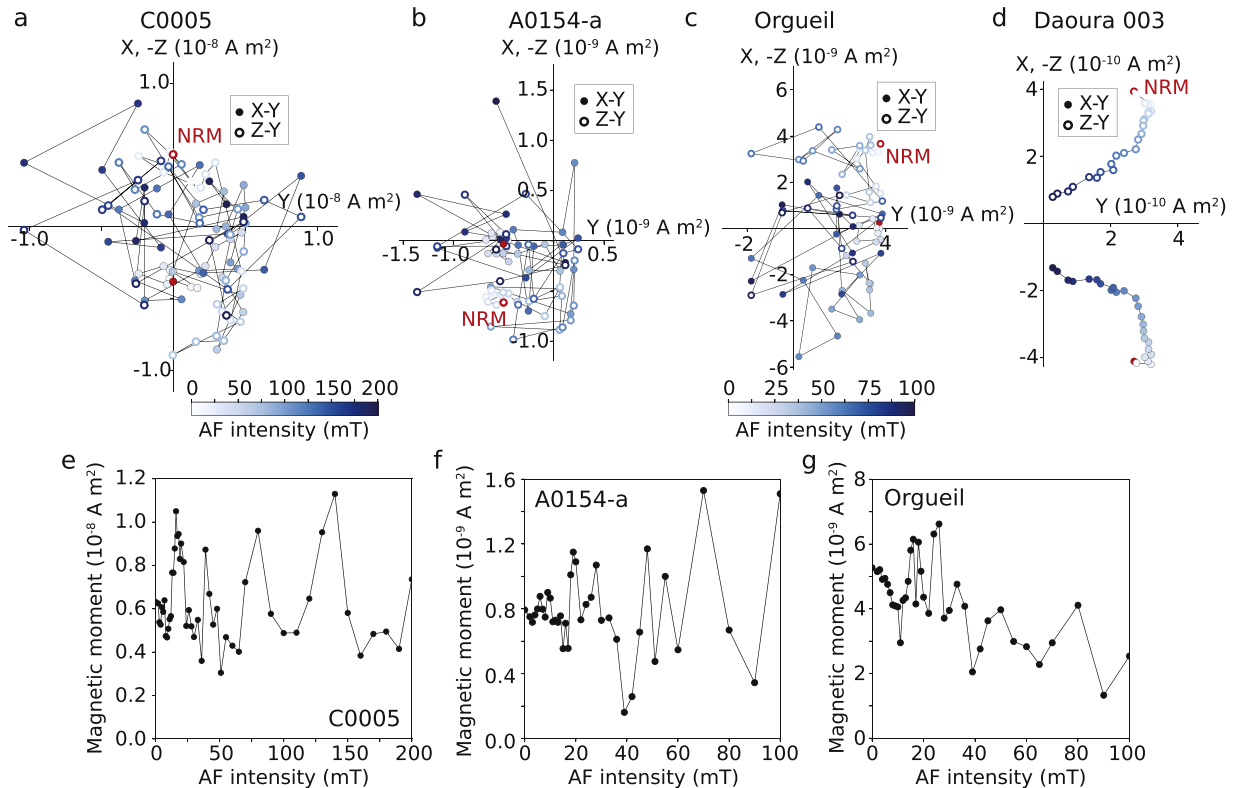 a
C0005
X, -Z (10-8 A m2)
1.0
X-Y
Z-Y
NRM
Y (10-8 A m2)
-1.0
1.0
-1.0
b
A0154-a
X, -Z (10-9 A m2)
1.5
X-Y
Z-Y
1.0
0.5
Y (10-9 A m2)
-1.5
-1.0
0.5
NRM
-1.0
c
Orgueil
X, -Z (10-9 A m2)
6
X-Y
Z-Y
4
NRM
2
Y (10-9 A m2)
-2
4
-2
-4
-6
d
Daoura 003
X, -Z (10-10 A m2)
4
NRM
X-Y
Z-Y
2
Y (10-10 A m2)
2
4
-2
-4
0 50 100 150 200
AF intensity (mT)
0 25 50 75 100
AF intensity (mT)
e
Magnetic moment (10-8 A m2)
1.2
1.0
0.8
0.6
0.4
0.2
0.0
C0005
0 50 100 150 200
AF intensity (mT)
f
Magnetic moment (10-9 A m2)
1.6
1.2
0.8
0.4
0.0
A0154-a
0 20 40 60 80 100
AF intensity (mT)
g
Magnetic moment (10-9 A m2)
8
6
4
2
0
Orgueil
0 20 40 60 80 100
AF intensity (mT)